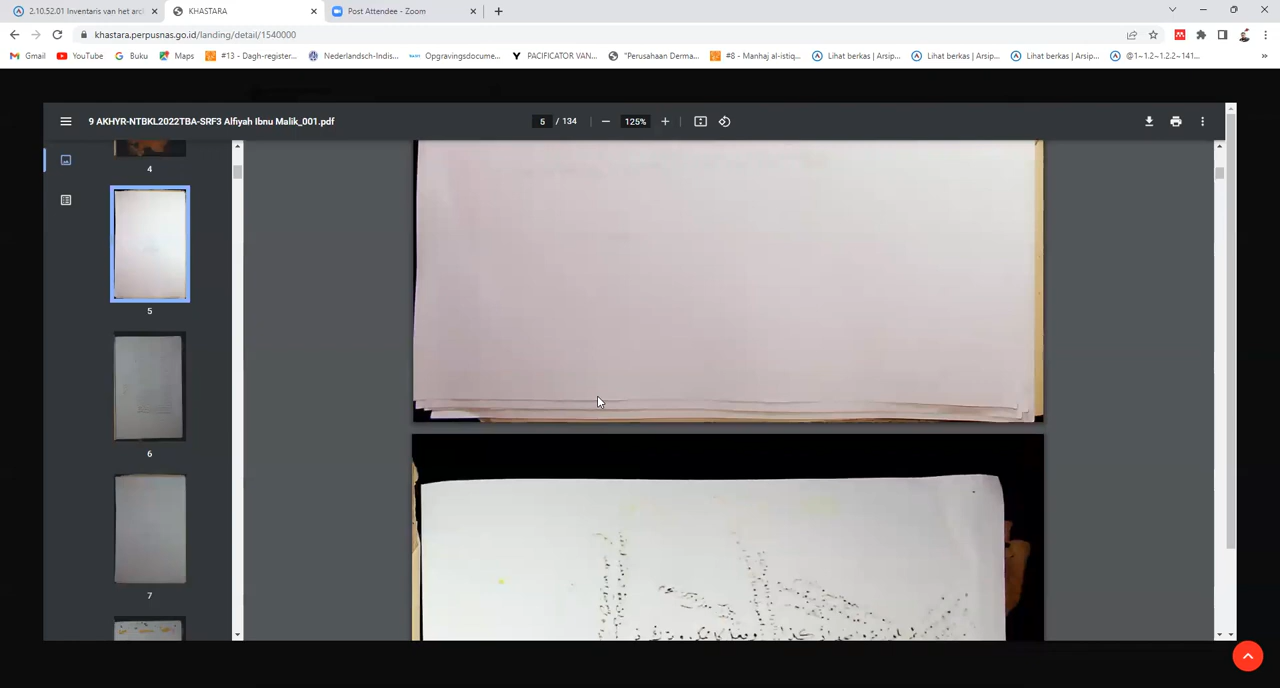 2.10.52.01 Inventaris van het arc
KHASTARA
Post Attendee - Zoom
khastara.perpusnas.go.id/landing/detail/1540000
Gmail
YouTube
Buku
Maps
#13 - Dagh-register...
Nederlandsch-Indis...
Opgravingsdocume...
PACIFICATOR VAN...
"Perusahaan Derma...
#8 - Manhaj al-istiq...
Lihat berkas | Arsip...
Lihat berkas | Arsip...
Lihat berkas | Arsip...
@1~1.2~1.2.2~141...
»
9 AKHYR-NTBKL2022TBA-SRF3 Alfiyah Ibnu Malik_001.pdf
5 / 134
125%
4
5
6
7